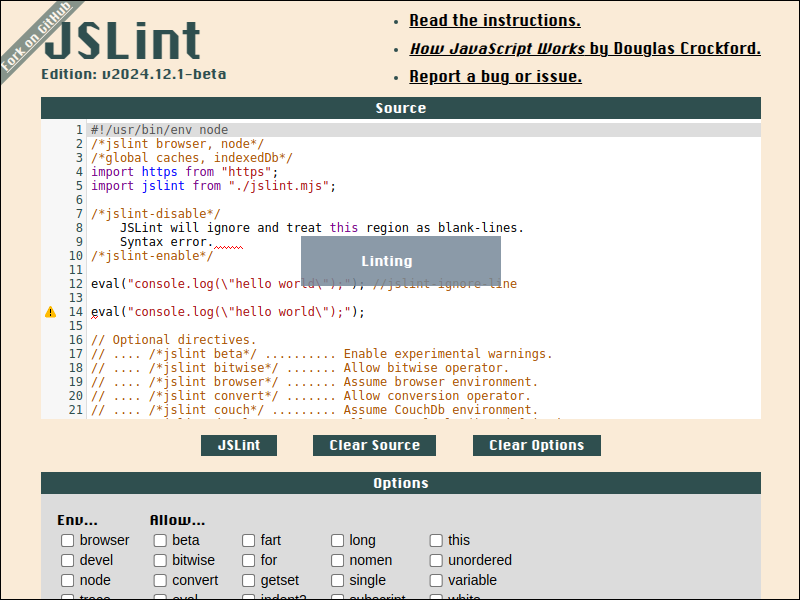 Fork on GitHub
JSLint
Edition: v2024.12.1-beta
• Read the instructions.
• How JavaScript Works by Douglas Crockford.
• Report a bug or issue.
Source
1 #!/usr/bin/env node
2 /*jslint browser, node*/
3 /*global caches, indexedDb*/
4 import https from "https";
5 import jslint from "./jslint.mjs";
6
7 /*jslint-disable*/
8 JSLint will ignore and treat this region as blank-lines.
9 Syntax error.
10 /*jslint-enable*/
Linting
11
12 eval("console.log(\"hello world\");"); //jslint-ignore-line
13
14 eval("console.log(\"hello world\");");
15
16 // Optional directives.
17 // .... /*jslint beta*/ .......... Enable experimental warnings.
18 // .... /*jslint bitwise*/ ....... Allow bitwise operator.
19 // .... /*jslint browser*/ ....... Assume browser environment.
20 // .... /*jslint convert*/ ....... Allow conversion operator.
21 // .... /*jslint couch*/ ......... Assume CouchDb environment.
JSLint Clear Source Clear Options
Options
Env... Allow...
browser beta fart long this
devel bitwise for nomen unordered
node convert getset single variable
trace eval indent2 subscript white